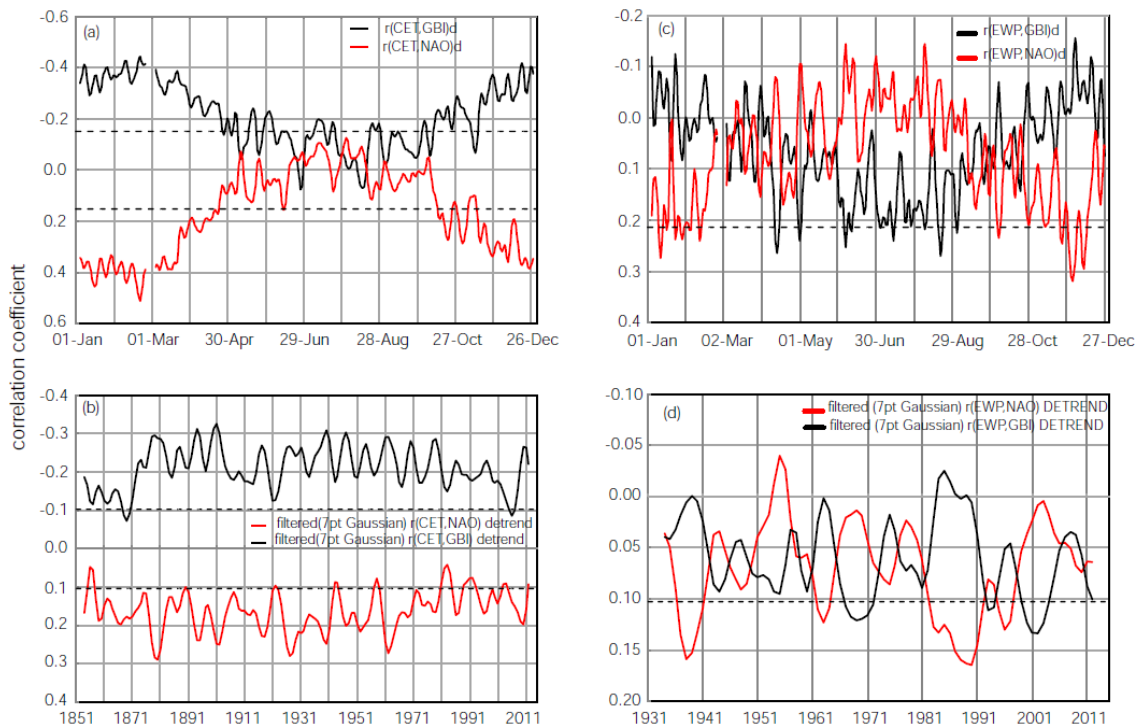 correlation coefficient
(a)
r(CET,GBI)d
r(CET,NAO)d
-0.6
-0.4
-0.2
0.0
0.2
0.4
0.6
01-Jan 01-Mar 30-Apr 29-Jun 28-Aug 27-Oct 26-Dec
(c)
r(EWP,GBI)d
r(EWP,NAO)d
-0.2
-0.1
0.0
0.1
0.2
0.3
0.4
01-Jan 02-Mar 01-May 30-Jun 29-Aug 28-Oct 27-Dec
(b)
-0.4
-0.3
-0.2
-0.1
0.0
0.1
0.2
0.3
0.4
filtered(7pt Gaussian) r(CET,NAO) detrend
filtered(7pt Gaussian) r(CET,GBI) detrend
1851 1871 1891 1911 1931 1951 1971 1991 2011
(d)
filtered (7pt Gaussian) r(EWP,NAO) DETREND
filtered (7pt Gaussian) r(EWP,GBI) DETREND
-0.10
-0.05
0.00
0.05
0.10
0.15
0.20
1931 1941 1951 1961 1971 1981 1991 2001 2011